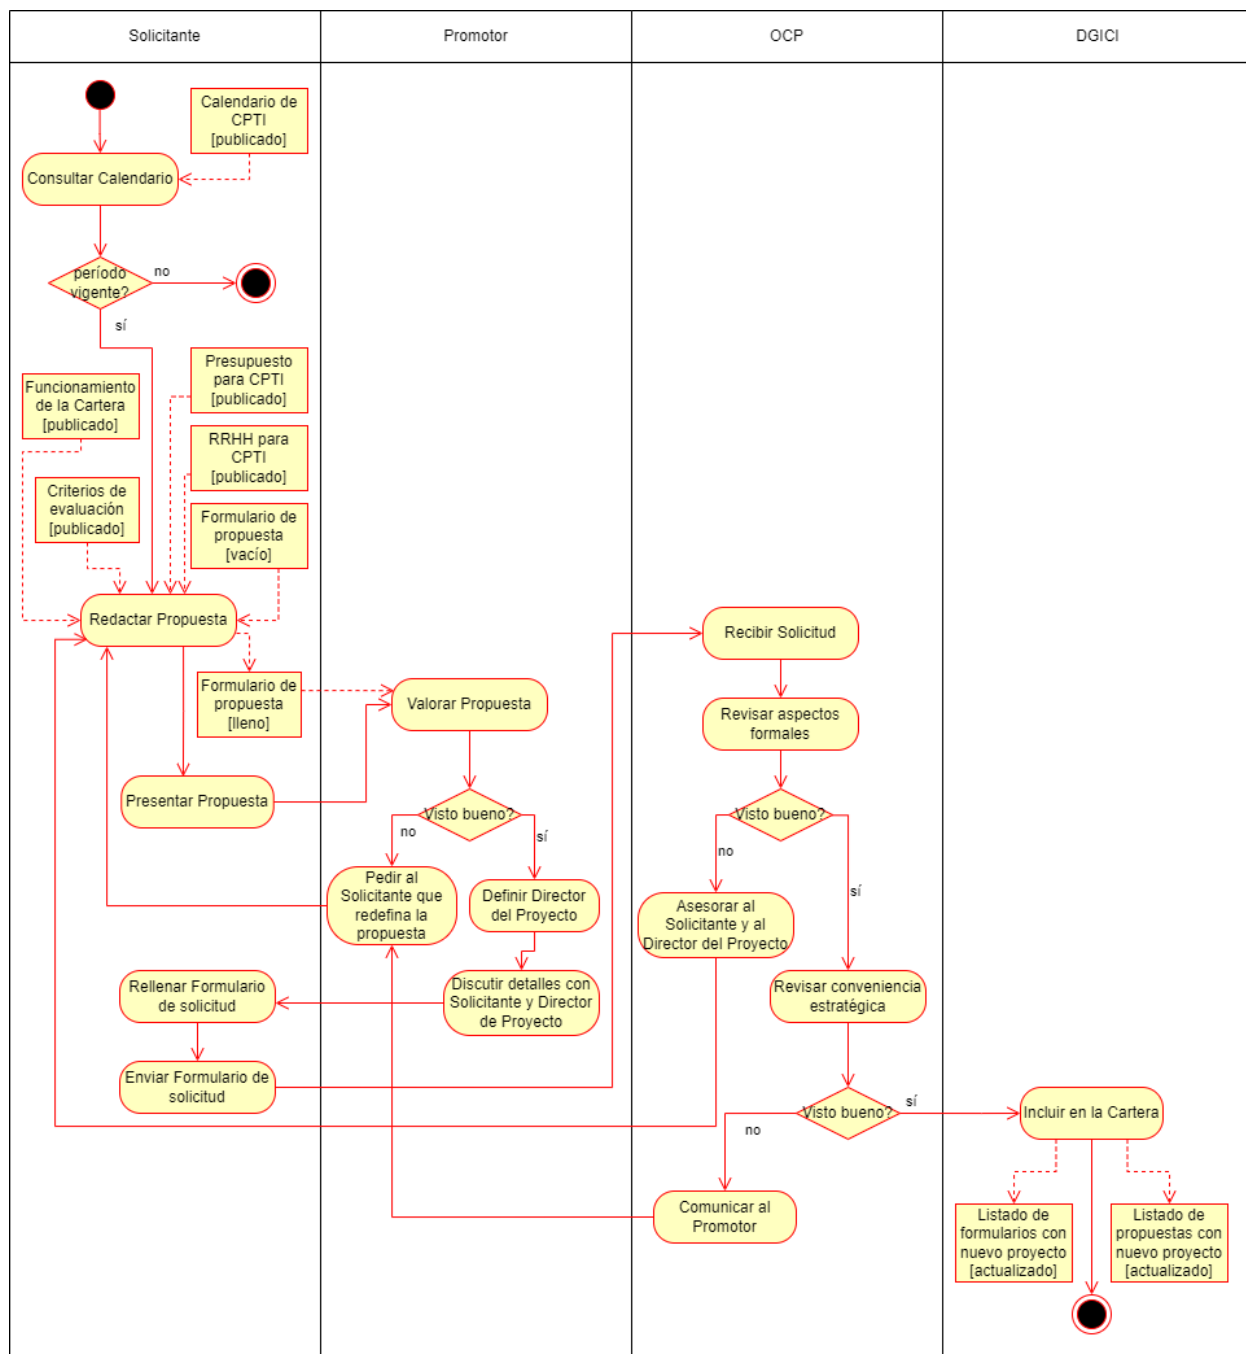 Solicitante
Promotor
OCP
DGICI
Calendario de
CPTI
[publicado]
Consultar Calendario
período
vigente?
no
sí
Presupuesto
para CPTI
[publicado]
Funcionamiento
de la Cartera
[publicado]
RRHH para
CPTI
[publicado]
Criterios de
evaluación
[publicado]
Formulario de
propuesta
[vacío]
Redactar Propuesta
Recibir Solicitud
Formulario de
propuesta
[lleno]
Valorar Propuesta
Revisar aspectos
formales
Presentar Propuesta
Visto bueno?
no
sí
Visto bueno?
no
sí
Pedir al
Solicitante que
redefina la
propuesta
Definir Director
del Proyecto
Asesorar al
Solicitante y al
Director del Proyecto
Rellenar Formulario
de solicitud
Discutir detalles con
Solicitante y Director
de Proyecto
Revisar conveniencia
estratégica
Enviar Formulario de
solicitud
Visto bueno?
sí
no
Incluir en la Cartera
Comunicar al
Promotor
Listado de
formularios con
nuevo proyecto
[actualizado]
Listado de
propuestas con
nuevo proyecto
[actualizado]